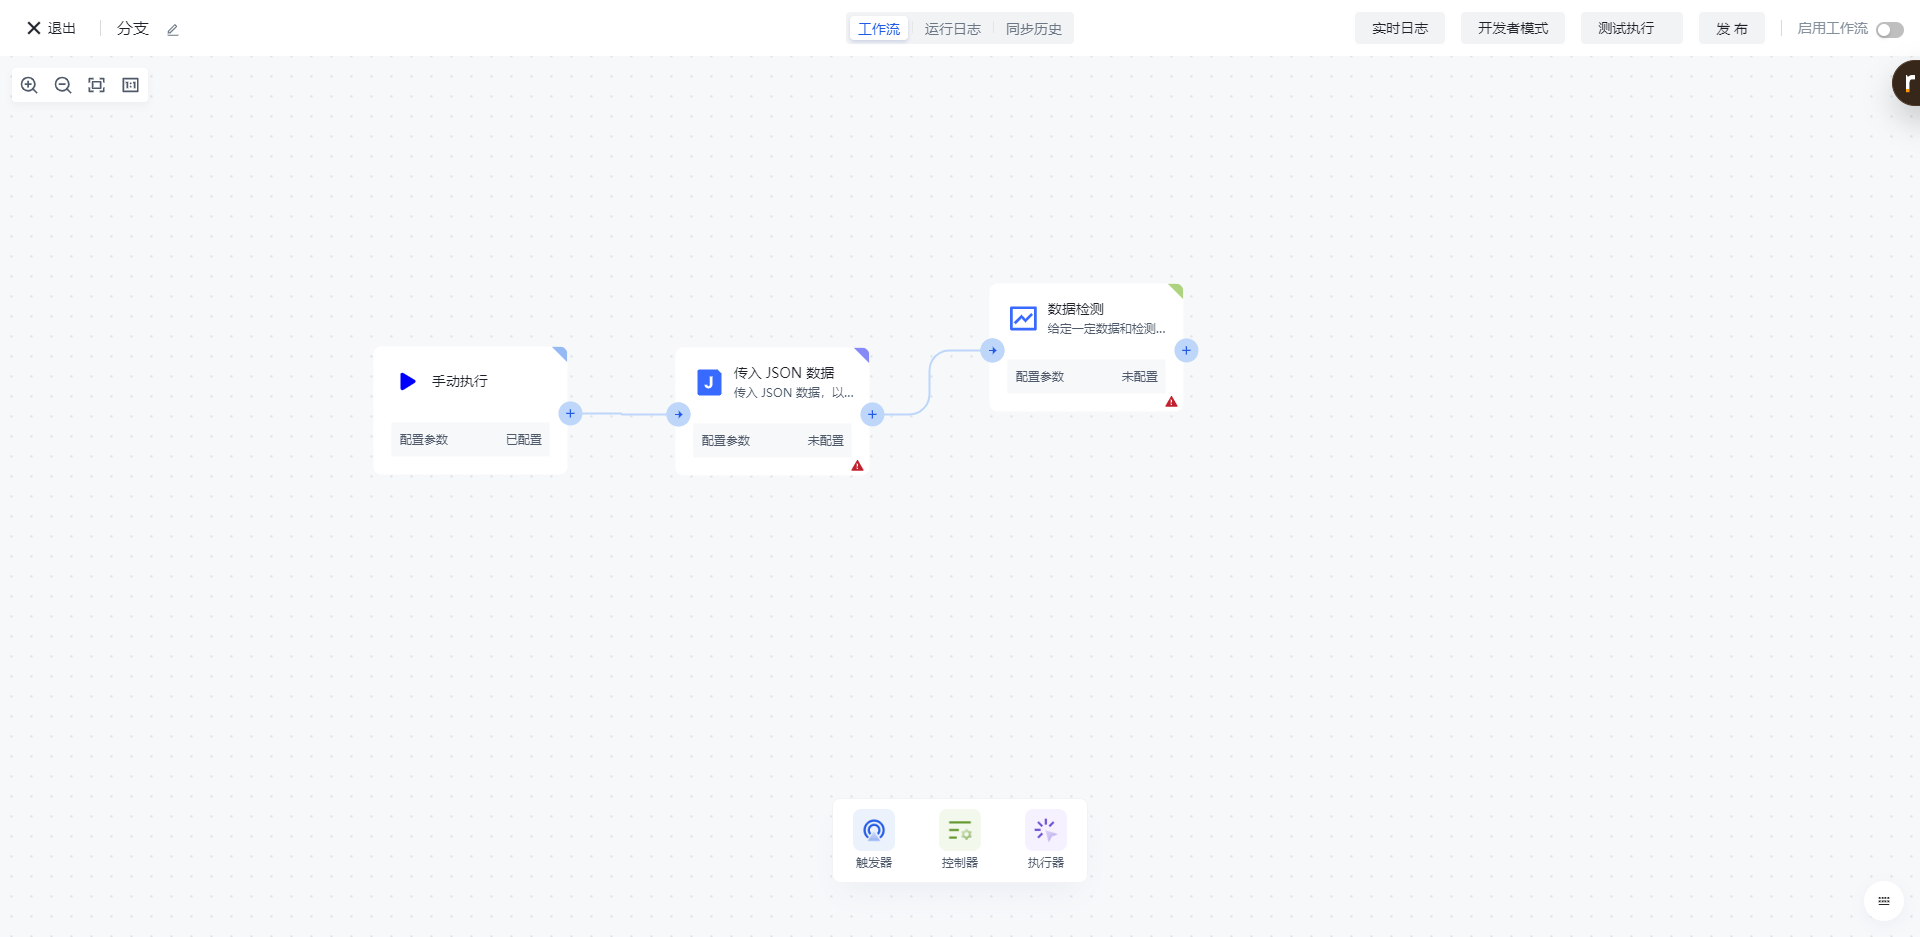 退出
分支
工作流
运行日志
同步历史
实时日志
开发者模式
测试执行
发布
启用工作流
1:1
r
数据检测
给定一定数据和检测...
配置参数
未配置
手动执行
配置参数
已配置
J
传入 JSON 数据
传入 JSON 数据，以...
配置参数
未配置
触发器
控制器
执行器